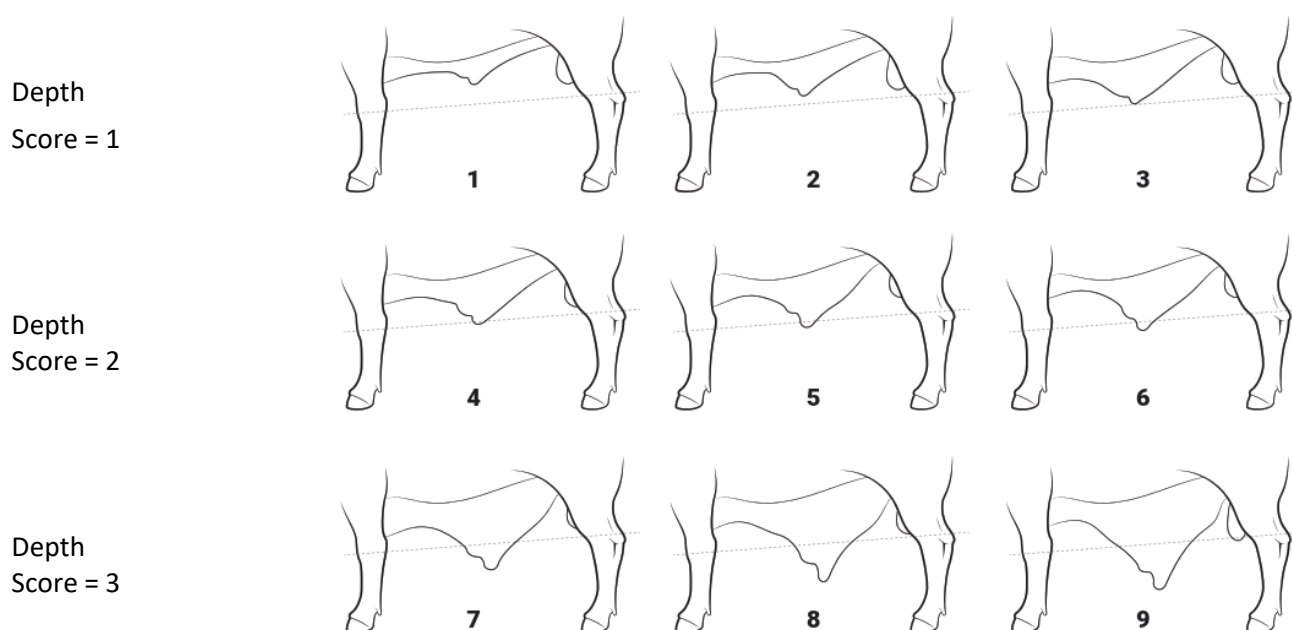 Depth
Score = 1
1 2 3
Depth
Score = 2
4 5 6
Depth
Score = 3
7 8 9